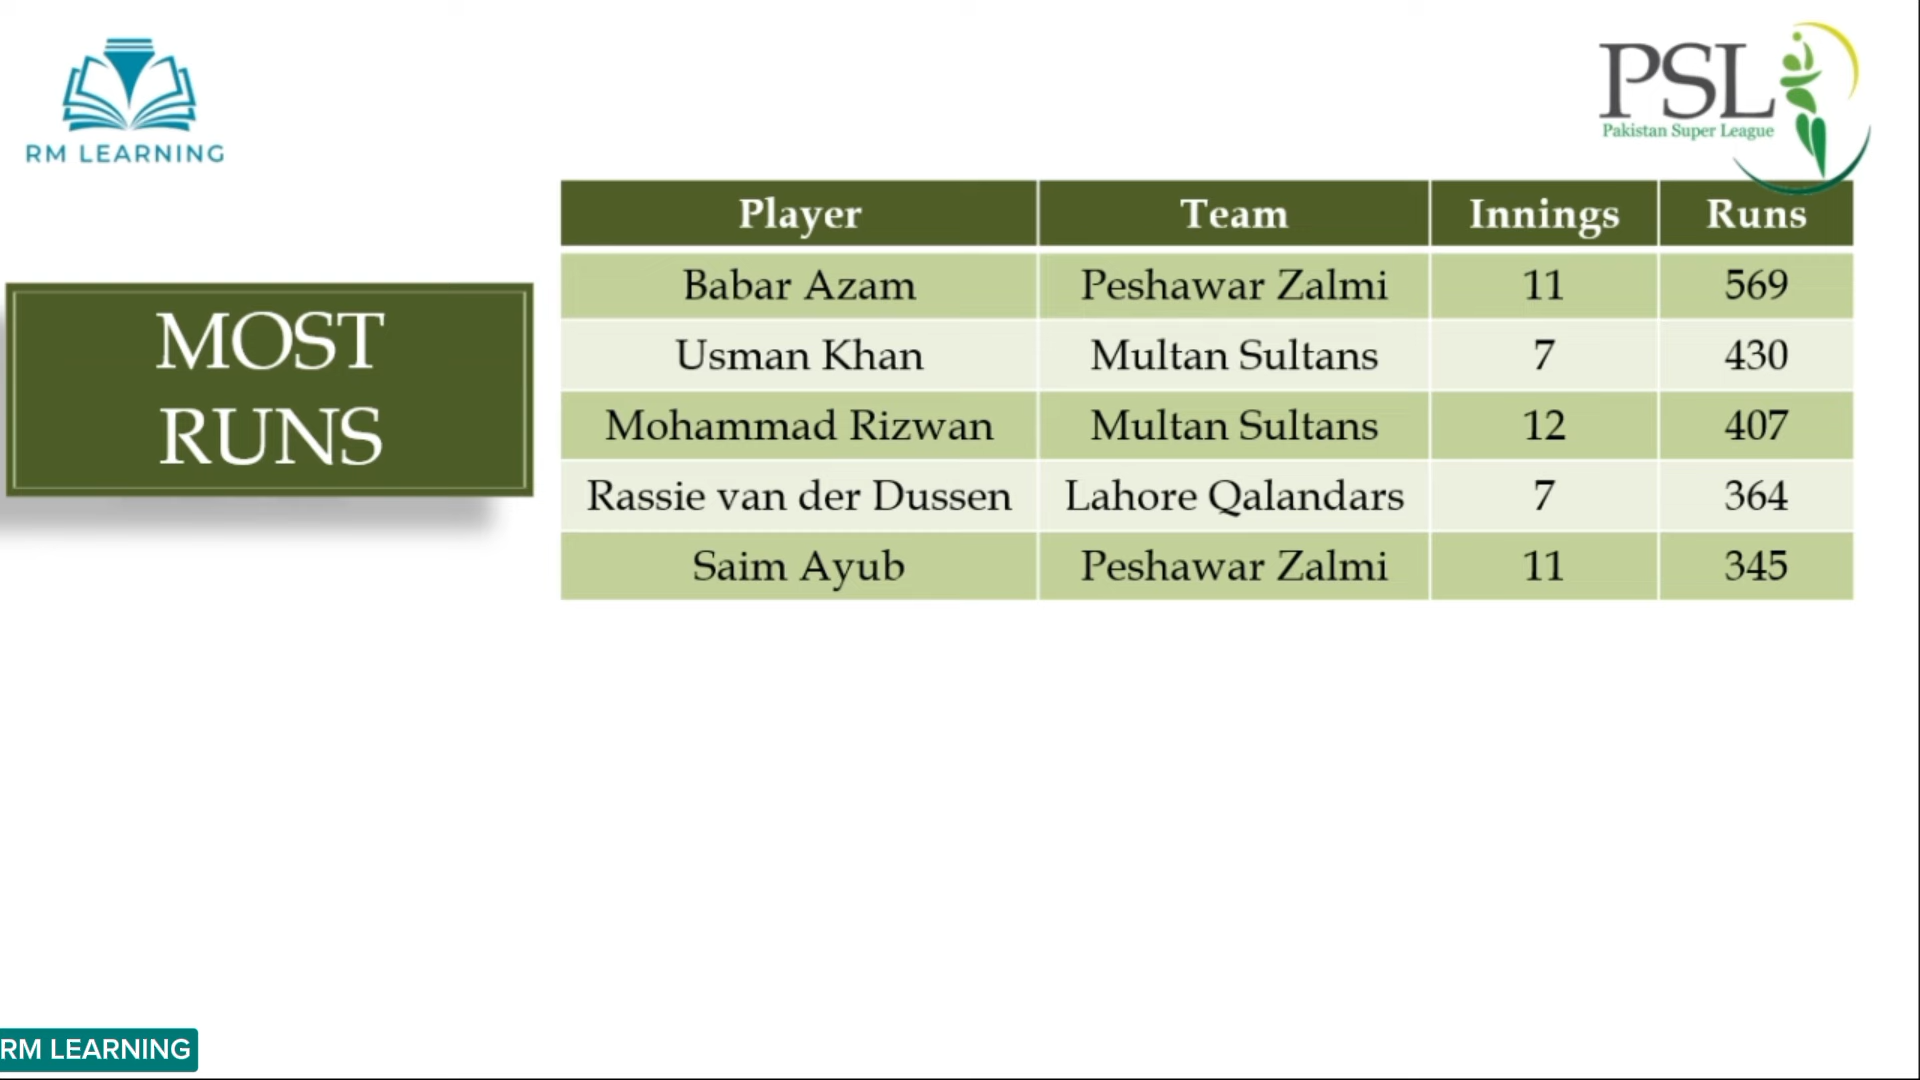 RM LEARNING
PSL
Pakistan Super League
MOST
RUNS
Player Team Innings Runs
Babar Azam Peshawar Zalmi 11 569
Usman Khan Multan Sultans 7 430
Mohammad Rizwan Multan Sultans 12 407
Rassie van der Dussen Lahore Qalandars 7 364
Saim Ayub Peshawar Zalmi 11 345
RM LEARNING